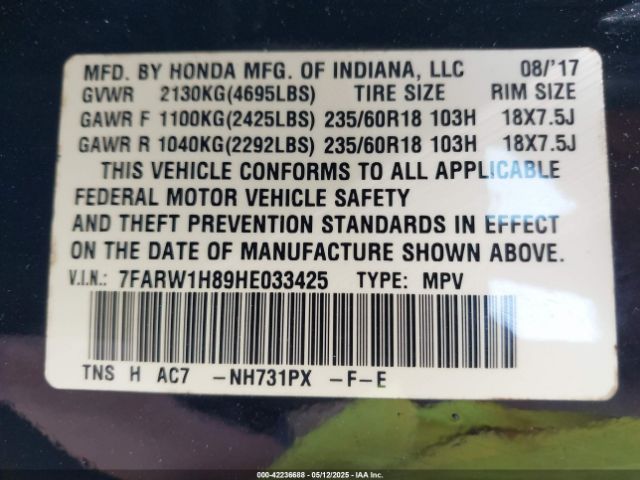 MFD. BY HONDA MFG. OF INDIANA, LLC 08/'17
GVWR 2130KG(4695LBS) TIRE SIZE RIM SIZE
GAWR F 1100KG(2425LBS) 235/60R18 103H 18X7.5J
GAWR R 1040KG(2292LBS) 235/60R18 103H 18X7.5J
THIS VEHICLE CONFORMS TO ALL APPLICABLE
FEDERAL MOTOR VEHICLE SAFETY
AND THEFT PREVENTION STANDARDS IN EFFECT
ON THE DATE OF MANUFACTURE SHOWN ABOVE.
V.I.N.: 7FARW1H89HE033425 TYPE: MPV
TNS H AC7 -NH731PX -F-E
000-42236688 - 05/12/2025 - IAA Inc.